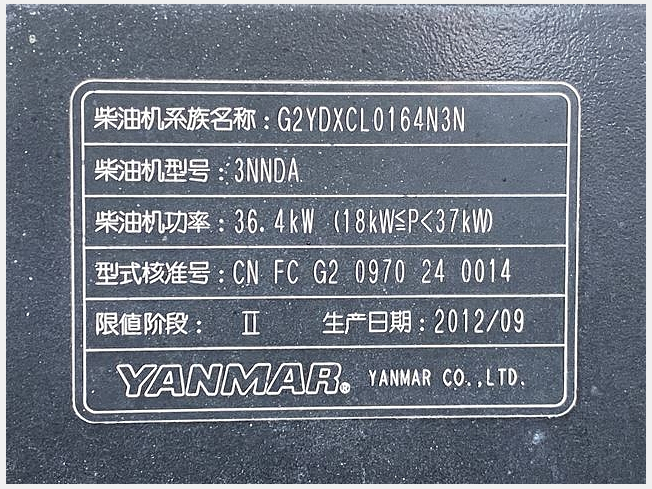 柴油机系族名称：G2YDXCL0164N3N
柴油机型号：3NNDA
柴油机功率：36.4kW (18kW≦P<37kW)
型式核准号：CN FC G2 0970 24 0014
限值阶段： Ⅱ 生产日期：2012/09
YANMAR® YANMAR CO.,LTD.